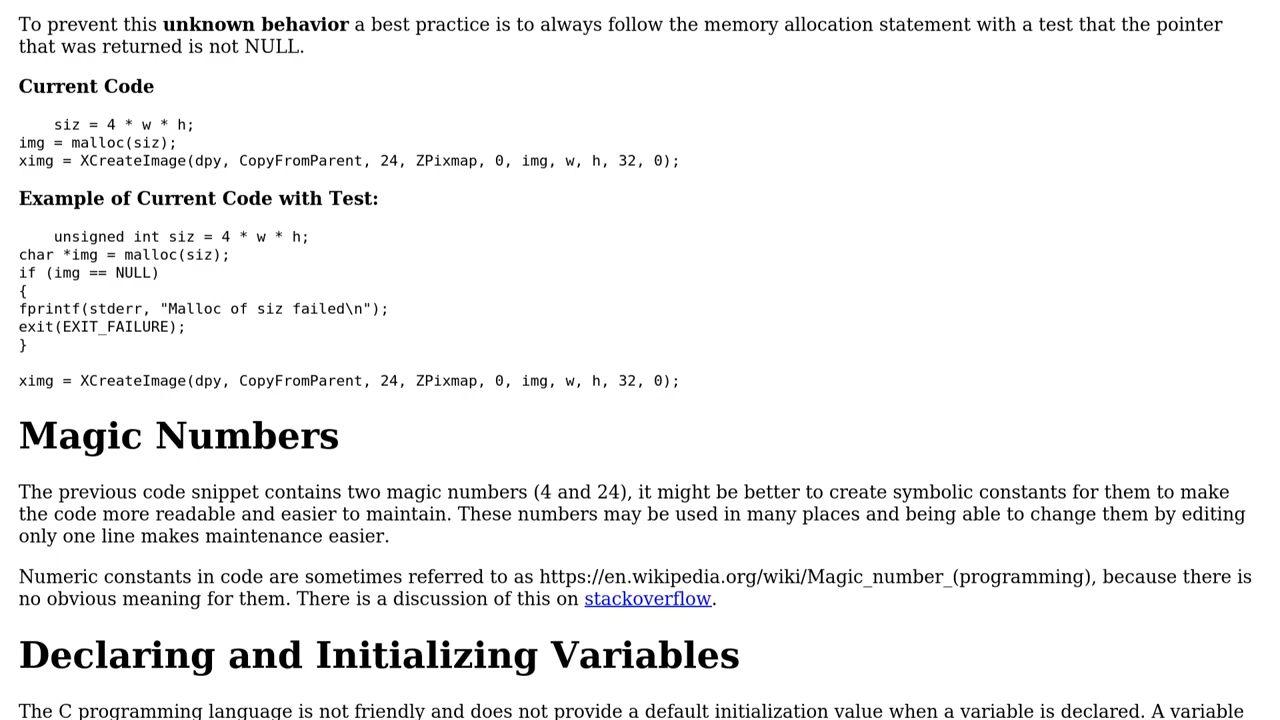 To prevent this unknown behavior a best practice is to always follow the memory allocation statement with a test that the pointer
that was returned is not NULL.
Current Code
siz = 4 * w * h;
img = malloc(siz);
ximg = XCreateImage(dpy, CopyFromParent, 24, ZPixmap, 0, img, w, h, 32, 0);
Example of Current Code with Test:
unsigned int siz = 4 * w * h;
char *img = malloc(siz);
if (img == NULL)
{
fprintf(stderr, "Malloc of siz failed\n");
exit(EXIT_FAILURE);
}
ximg = XCreateImage(dpy, CopyFromParent, 24, ZPixmap, 0, img, w, h, 32, 0);
Magic Numbers
The previous code snippet contains two magic numbers (4 and 24), it might be better to create symbolic constants for them to make
the code more readable and easier to maintain. These numbers may be used in many places and being able to change them by editing
only one line makes maintenance easier.
Numeric constants in code are sometimes referred to as https://en.wikipedia.org/wiki/Magic_number_(programming), because there is
no obvious meaning for them. There is a discussion of this on stackoverflow.
Declaring and Initializing Variables
The C programming language is not friendly and does not provide a default initialization value when a variable is declared. A variable